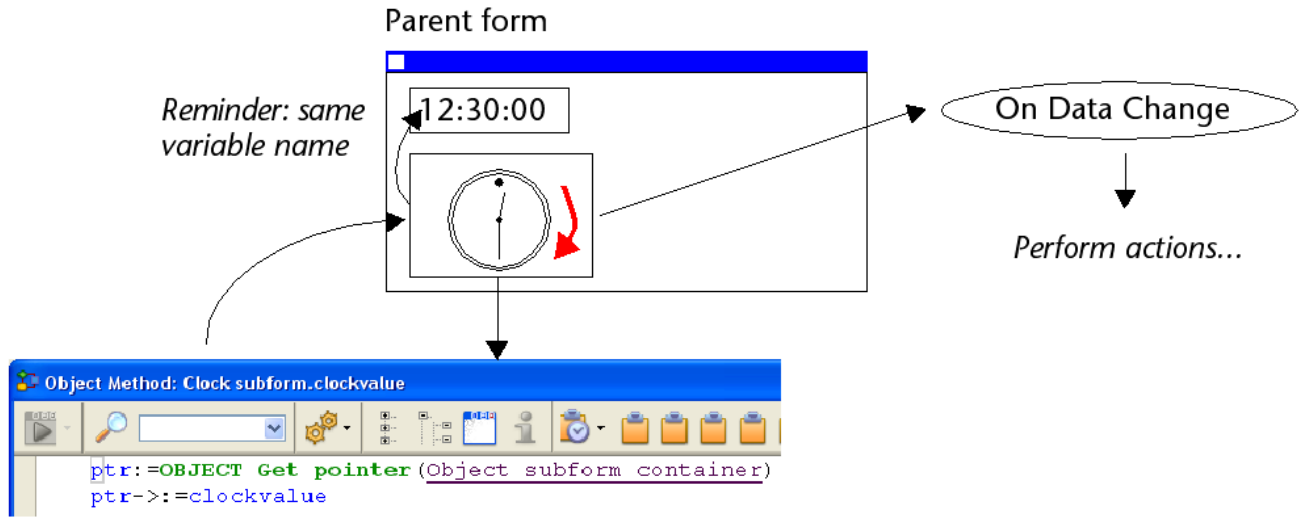 Parent form
Reminder: same
variable name
12:30:00
On Data Change
Perform actions...
Object Method: Clock subform.clockvalue
ptr:=OBJECT Get pointer(Object subform container)
ptr->:=clockvalue